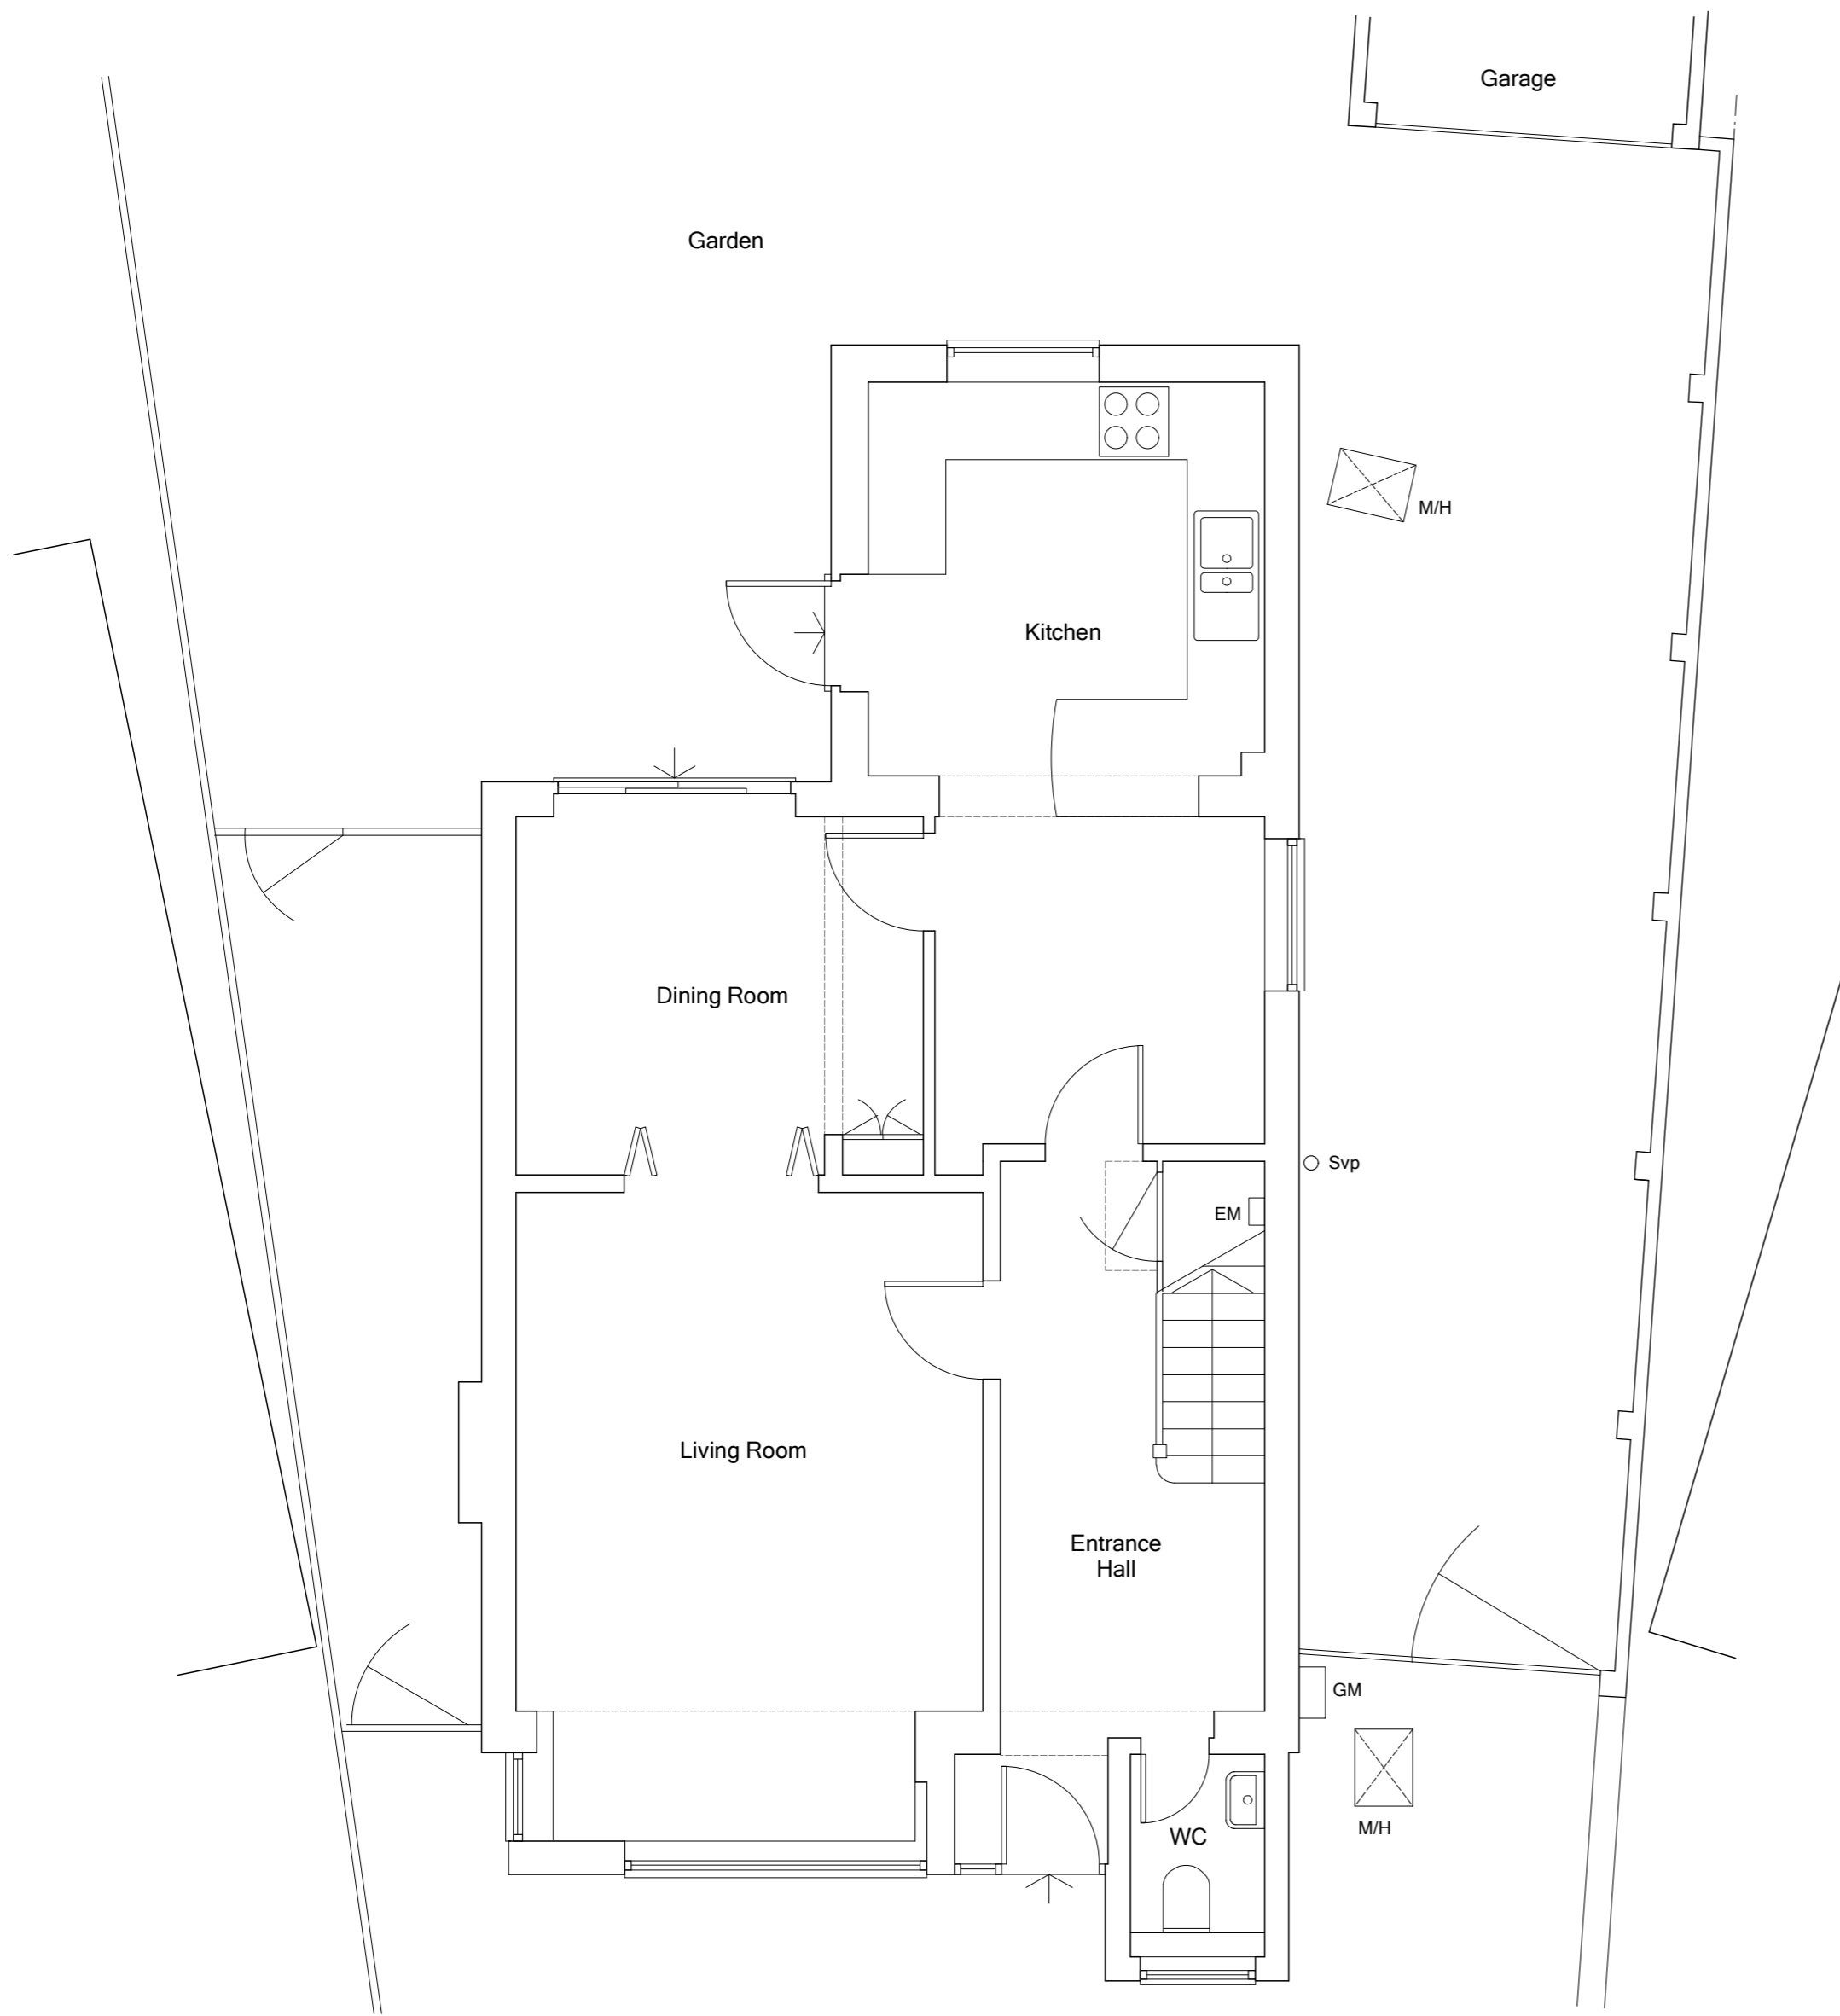 Garage
Garden
M/H
Kitchen
Dining Room
Svp
EM
Living Room
Entrance
Hall
GM
M/H
WC